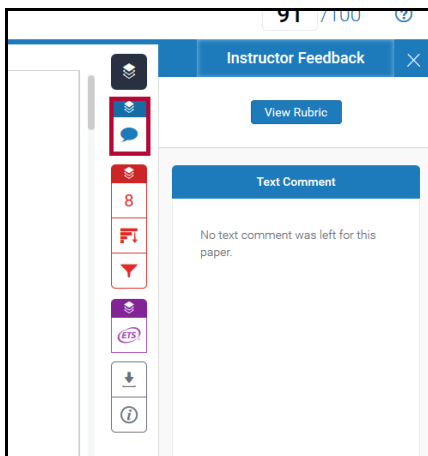 91 /100
Instructor Feedback
View Rubric
Text Comment
No text comment was left for this
paper.
8
ETS